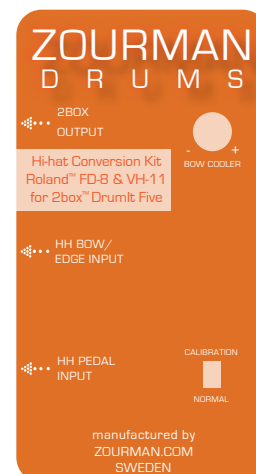 ZOURMAN
DRUMS
2BOX
OUTPUT
- +
BOW COOLER
Hi-hat Conversion Kit
Roland™ FD-8 & VH-11
for 2box™ DrumIt Five
HH BOW/
EDGE INPUT
HH PEDAL
INPUT
CALIBRATION
NORMAL
manufactured by
ZOURMAN.COM
SWEDEN